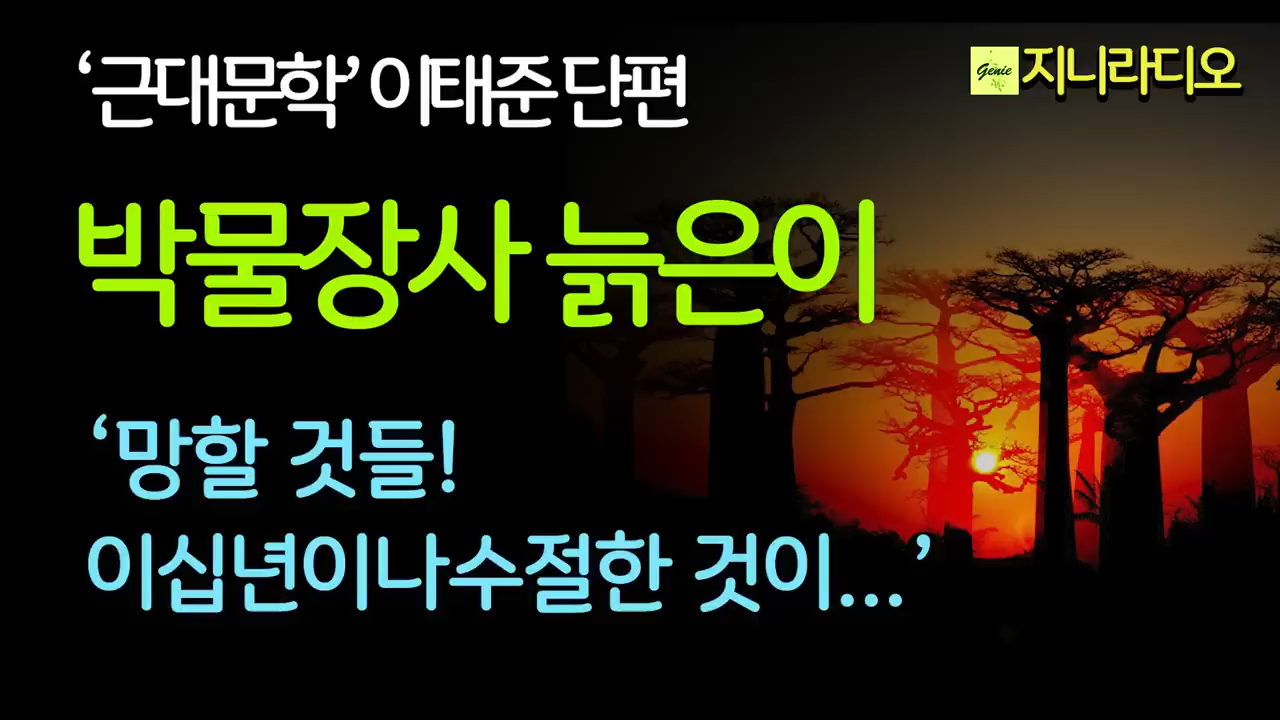 ‘근대문학’ 이태준 단편
Genie 지니라디오
박물장사 늙은이
‘망할 것들!
이십년이나수절한 것이...’